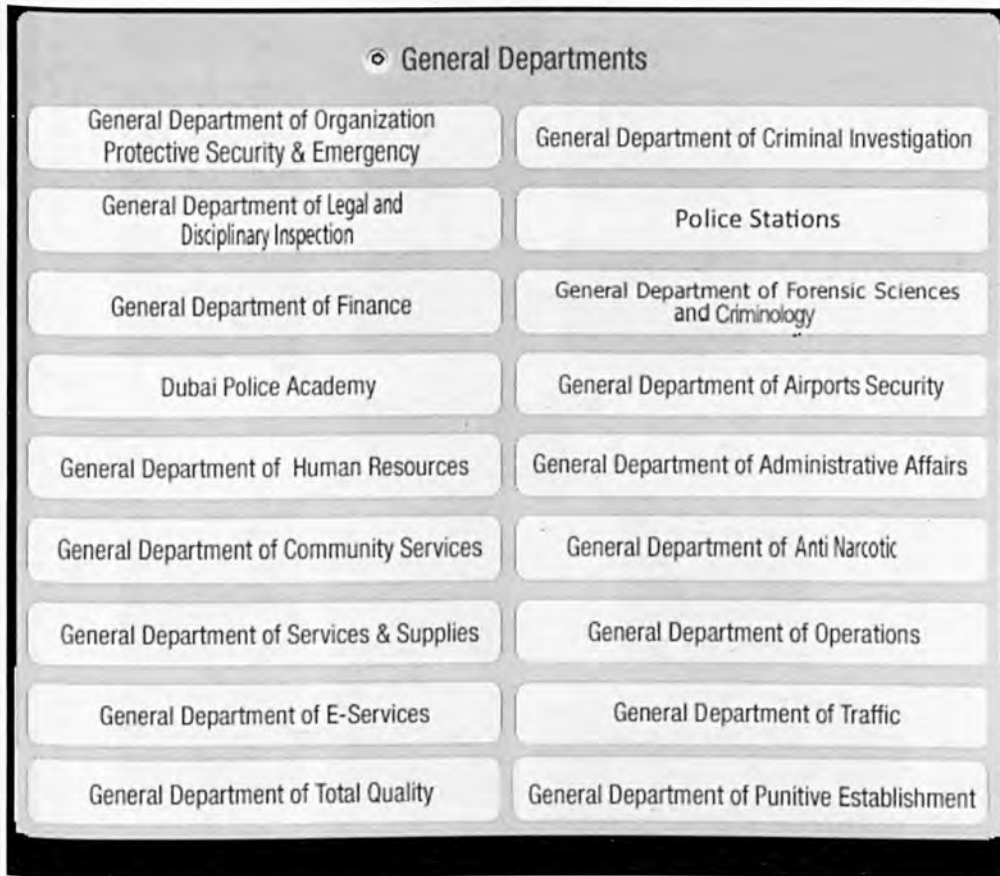 General Departments
General Department of Organization
Protective Security & Emergency
General Department of Criminal Investigation
General Department of Legal and
Disciplinary Inspection
Police Stations
General Department of Finance
General Department of Forensic Sciences
and Criminology
Dubai Police Academy
General Department of Airports Security
General Department of Human Resources
General Department of Administrative Affairs
General Department of Community Services
General Department of Anti Narcotic
General Department of Services & Supplies
General Department of Operations
General Department of E-Services
General Department of Traffic
General Department of Total Quality
General Department of Punitive Establishment